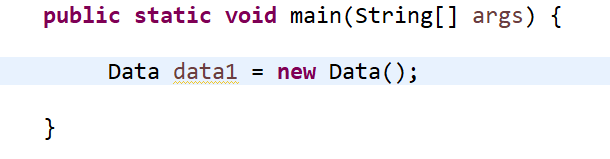 public static void main(String[] args) {
Data data1 = new Data();
}